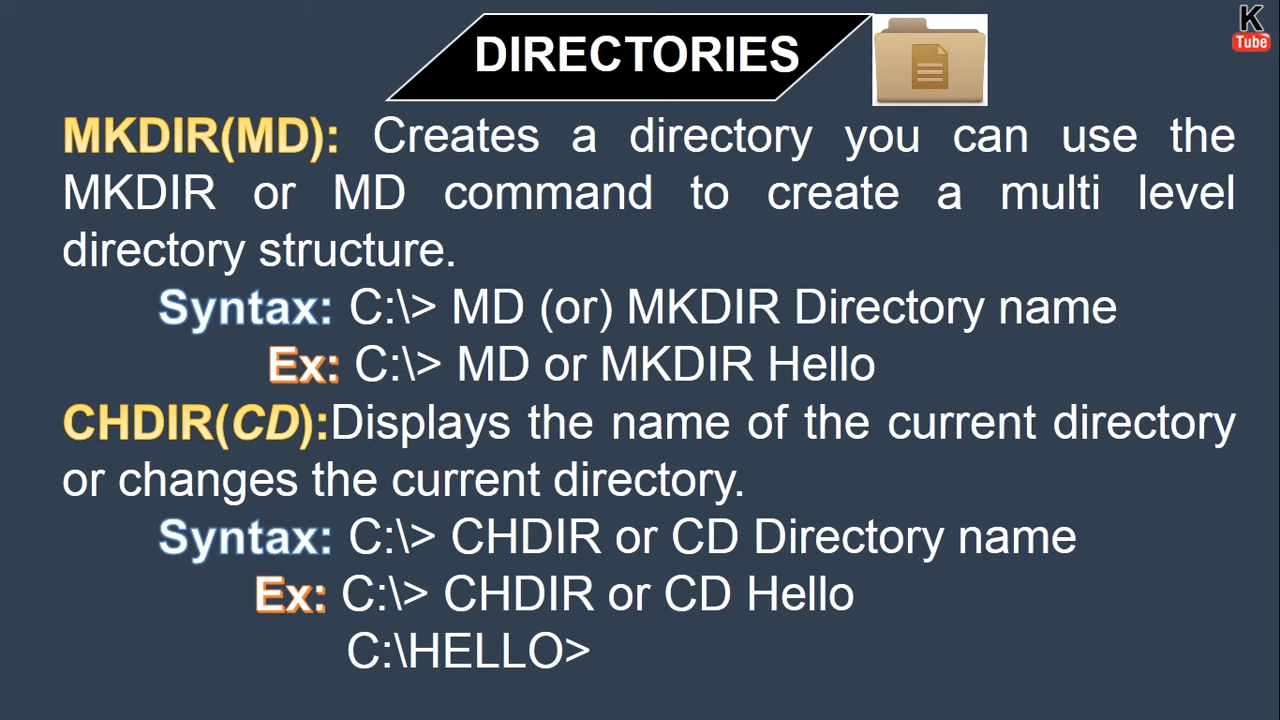 DIRECTORIES
K
Tube
MKDIR(MD): Creates a directory you can use the
MKDIR or MD command to create a multi level
directory structure.
Syntax: C:\> MD (or) MKDIR Directory name
Ex: C:\> MD or MKDIR Hello
CHDIR(CD):Displays the name of the current directory
or changes the current directory.
Syntax: C:\> CHDIR or CD Directory name
Ex: C:\> CHDIR or CD Hello
C:\HELLO>